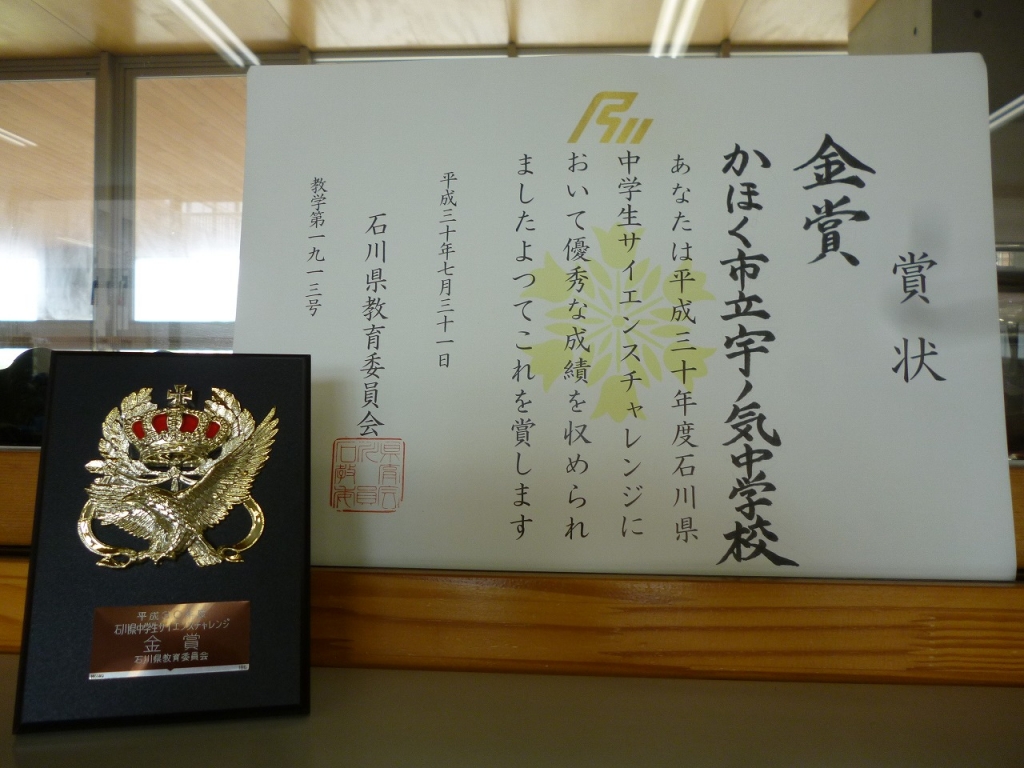 賞状
金賞
かほく市立宇ノ気中学校
あなたは平成三十年度石川県
中学生サイエンスチャレンジに
おいて優秀な成績を収められ
ましたよつてこれを賞します
平成三十年七月三十一日
石川県教育委員会
教学第一九一三号
石川県中学生サイエンスチャレンジ
金賞
石川県教育委員会